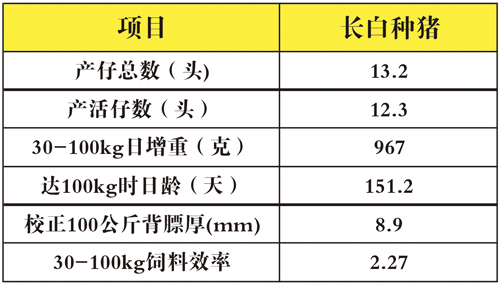 项目 长白种猪
产仔总数（头) 13.2
产活仔数（头） 12.3
30-100kg日增重（克） 967
达100kg时日龄（天） 151.2
校正100公斤背膘厚(mm) 8.9
30-100kg饲料效率 2.27